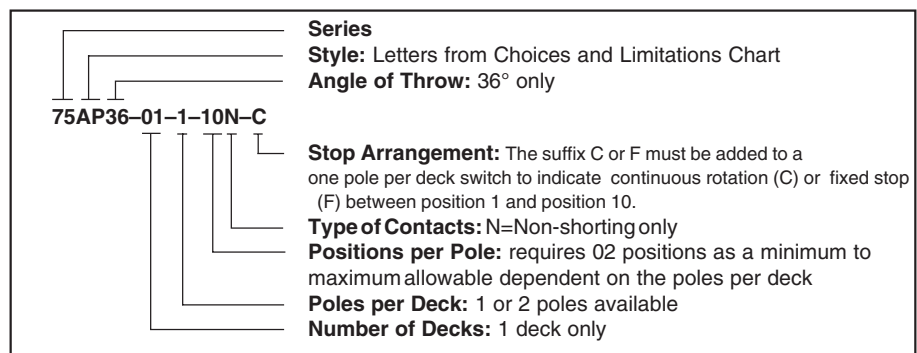 Series
Style: Letters from Choices and Limitations Chart
Angle of Throw: 36° only
75AP36–01–1–10N–C
Stop Arrangement: The suffix C or F must be added to a
one pole per deck switch to indicate continuous rotation (C) or fixed stop
(F) between position 1 and position 10.
Type of Contacts: N=Non-shorting only
Positions per Pole: requires 02 positions as a minimum to
maximum allowable dependent on the poles per deck
Poles per Deck: 1 or 2 poles available
Number of Decks: 1 deck only